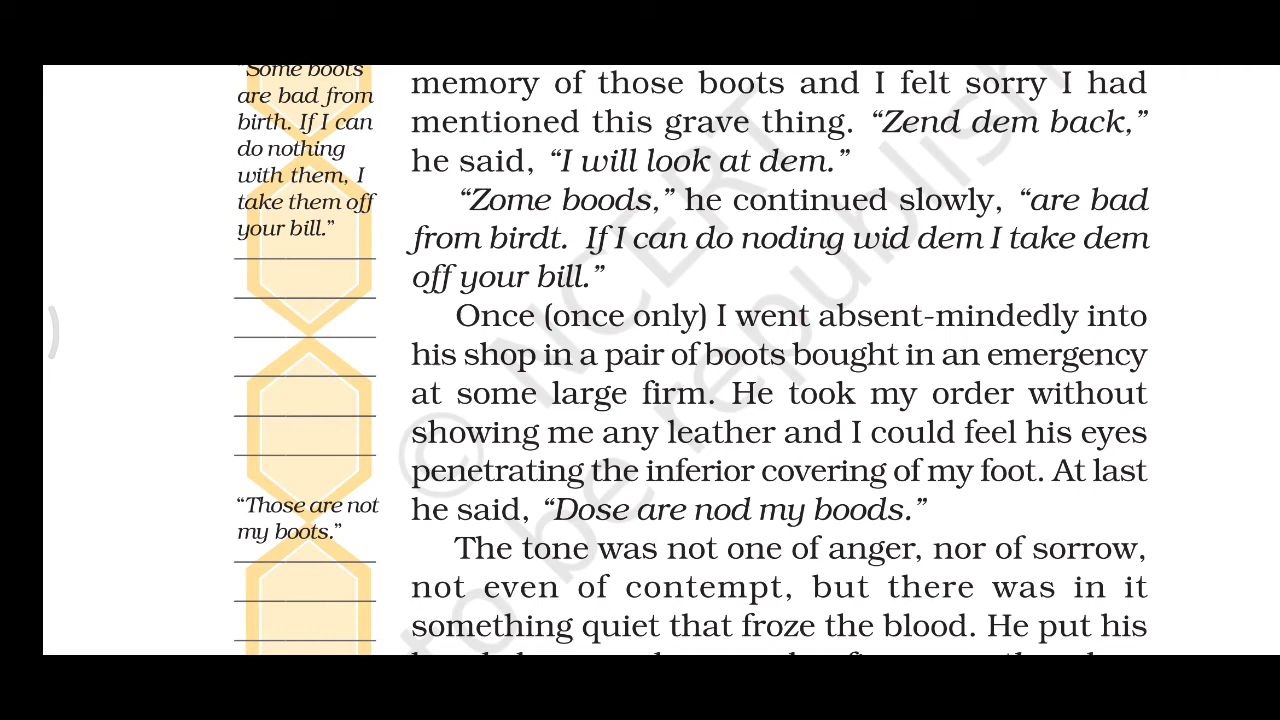 "Some boots
are bad from
birth. If I can
do nothing
with them, I
take them off
your bill."
"Those are not
my boots."
memory of those boots and I felt sorry I had
mentioned this grave thing. “Zend dem back,”
he said, “I will look at dem.”
“Zome boods,” he continued slowly, “are bad
from birdt. If I can do noding wid dem I take dem
off your bill.”
Once (once only) I went absent-mindedly into
his shop in a pair of boots bought in an emergency
at some large firm. He took my order without
showing me any leather and I could feel his eyes
penetrating the inferior covering of my foot. At last
he said, “Dose are nod my boods.”
The tone was not one of anger, nor of sorrow,
not even of contempt, but there was in it
something quiet that froze the blood. He put his
© NCERT
to be republish